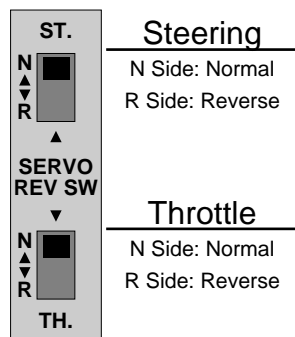 ST.
N
R
SERVO
REV SW
N
R
TH.
Steering
N Side: Normal
R Side: Reverse
Throttle
N Side: Normal
R Side: Reverse